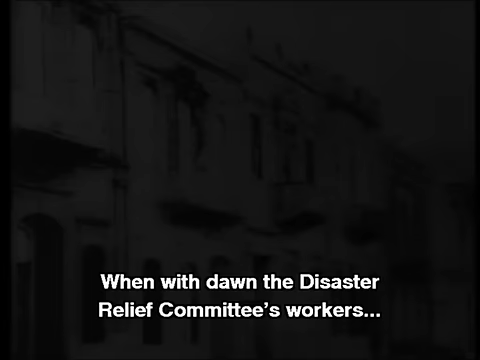 When with dawn the Disaster
Relief Committee's workers...